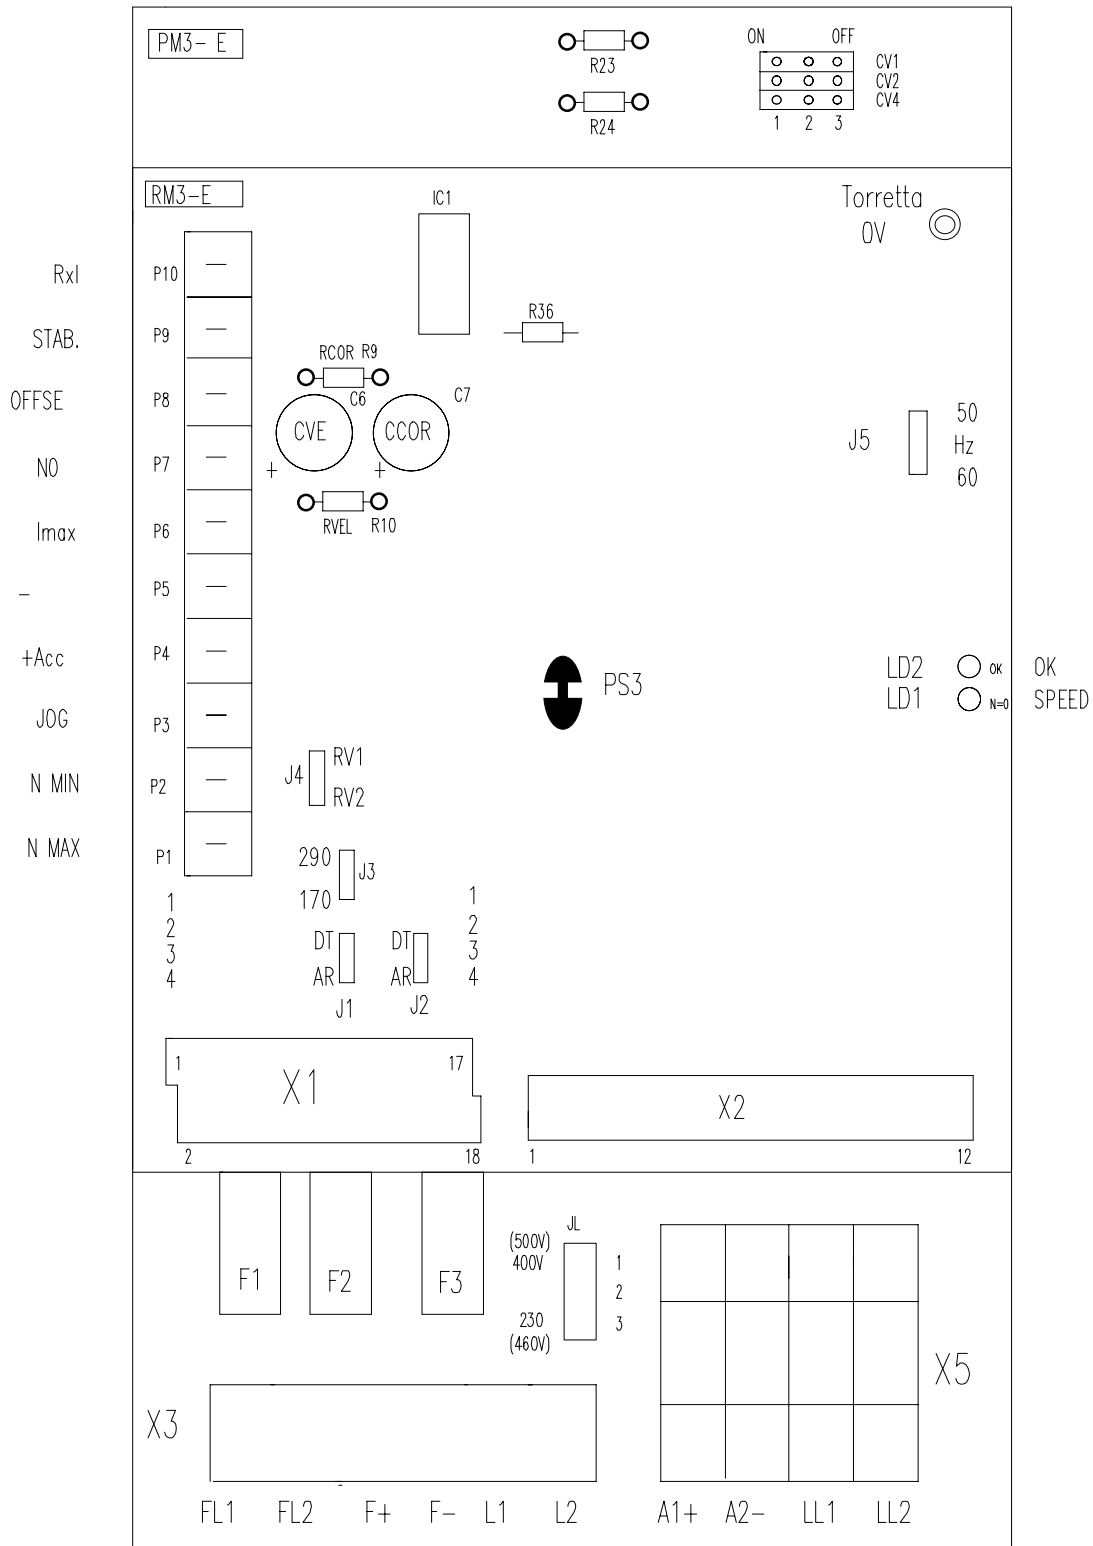 PM3- E
R23
R24
ON OFF
CV1
CV2
CV4
1 2 3
RM3-E
IC1
Torretta
0V
RxI P10
R36
STAB. P9
RCOR R9
OFFSE P8
C6 C7
CVE CCOR
+ +
50
J5 Hz
60
N0 P7
RVEL R10
Imax P6
- P5
+Acc P4
PS3
LD2 OK OK
LD1 N=0 SPEED
JOG P3
J4 RV1
RV2
N MIN P2
N MAX P1
290
J3
170
1 1
2 2
3 3
4 4
DT DT
AR AR
J1 J2
1 17
X1
2 18
X2
1 12
F1 F2 F3
JL
(500V)
400V
1
2
3
230
(460V)
X5
X3
FL1 FL2 F+ F- L1 L2 A1+ A2- LL1 LL2